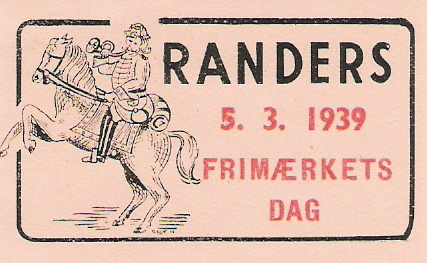 RANDERS
5. 3. 1939
FRIMÆRKETS
DAG